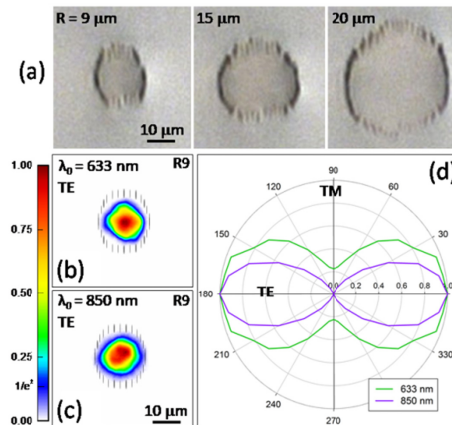 R = 9 μm
15 μm
20 μm
(a)
10 μm
1.00
0.75
0.50
0.25
1/e²
0.00
λ₀ = 633 nm
R9
TE
(b)
λ₀ = 850 nm
R9
TE
(c)
10 μm
(d)
90
TM
120
60
150
30
180
TE
0.0 0.2 0.4 0.6 0.8
210
330
240
300
270
633 nm
850 nm